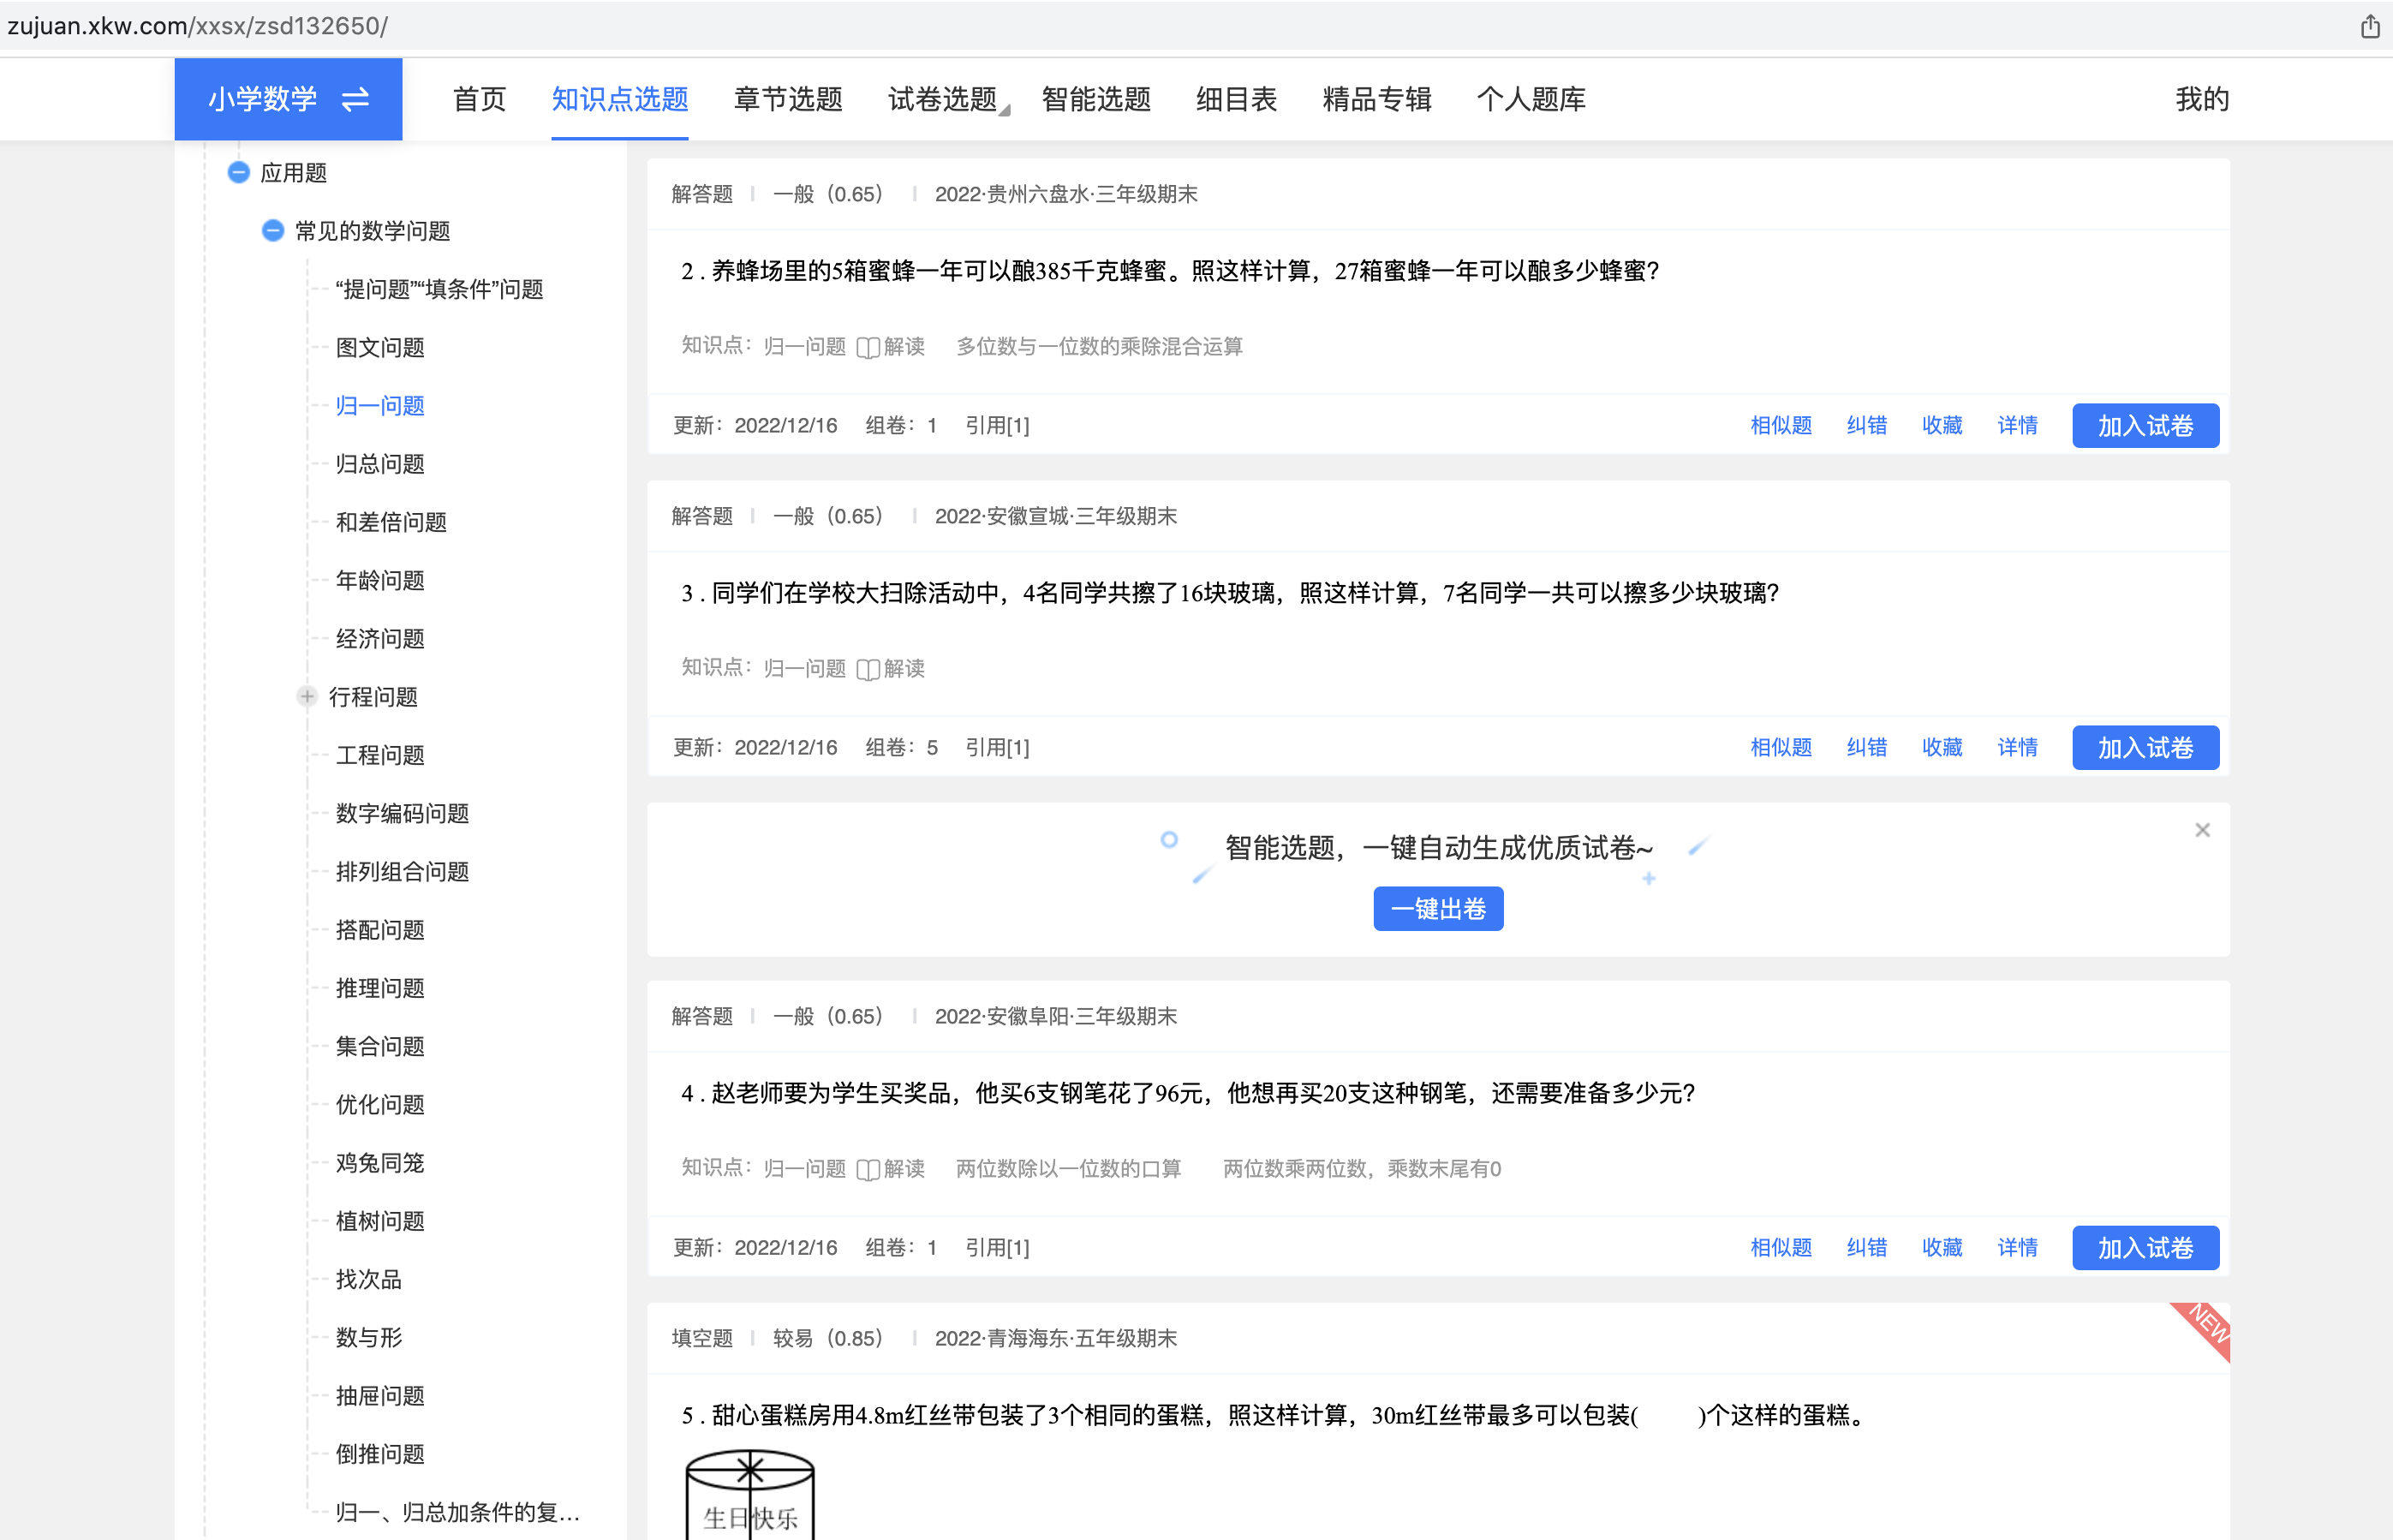 zujuan.xkw.com/xxsx/zsd132650/
小学数学 首页 知识点选题 章节选题 试卷选题 智能选题 细目表 精品专辑 个人题库 我的
应用题
常见的数学问题
“提问题”“填条件”问题
图文问题
归一问题
归总问题
和差倍问题
年龄问题
经济问题
行程问题
工程问题
数字编码问题
排列组合问题
搭配问题
推理问题
集合问题
优化问题
鸡兔同笼
植树问题
找次品
数与形
抽屉问题
倒推问题
归一、归总加条件的复...
解答题 一般（0.65） 2022·贵州六盘水·三年级期末
2 . 养蜂场里的5箱蜜蜂一年可以酿385千克蜂蜜。照这样计算，27箱蜜蜂一年可以酿多少蜂蜜？
知识点：归一问题 解读 多位数与一位数的乘除混合运算
更新：2022/12/16 组卷：1 引用[1] 相似题 纠错 收藏 详情 加入试卷
解答题 一般（0.65） 2022·安徽宣城·三年级期末
3 . 同学们在学校大扫除活动中，4名同学共擦了16块玻璃，照这样计算，7名同学一共可以擦多少块玻璃？
知识点：归一问题 解读
更新：2022/12/16 组卷：5 引用[1] 相似题 纠错 收藏 详情 加入试卷
智能选题，一键自动生成优质试卷~
一键出卷
解答题 一般（0.65） 2022·安徽阜阳·三年级期末
4 . 赵老师要为学生买奖品，他买6支钢笔花了96元，他想再买20支这种钢笔，还需要准备多少元？
知识点：归一问题 解读 两位数除以一位数的口算 两位数乘两位数，乘数末尾有0
更新：2022/12/16 组卷：1 引用[1] 相似题 纠错 收藏 详情 加入试卷
填空题 较易（0.85） 2022·青海海东·五年级期末 NEW
5 . 甜心蛋糕房用4.8m红丝带包装了3个相同的蛋糕，照这样计算，30m红丝带最多可以包装( )个这样的蛋糕。
生日快乐